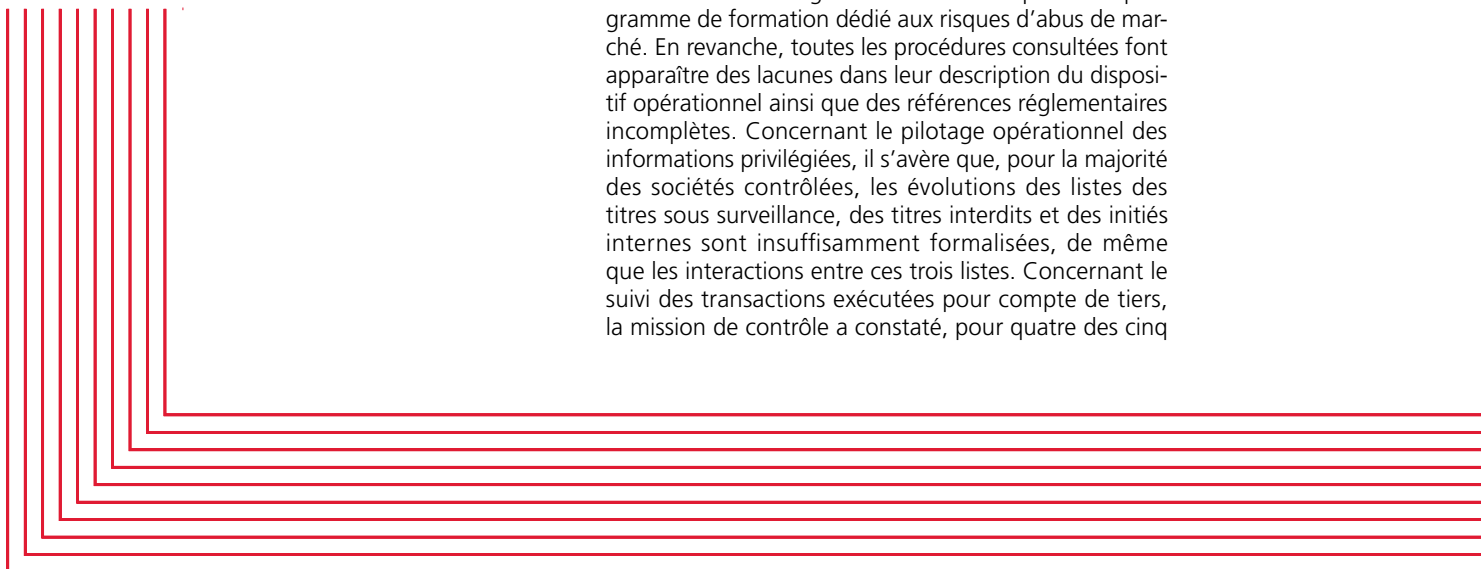 gramme de formation dédié aux risques d'abus de mar-
ché. En revanche, toutes les procédures consultées font
apparaître des lacunes dans leur description du disposi-
tif opérationnel ainsi que des références réglementaires
incomplètes. Concernant le pilotage opérationnel des
informations privilégiées, il s'avère que, pour la majorité
des sociétés contrôlées, les évolutions des listes des
titres sous surveillance, des titres interdits et des initiés
internes sont insuffisamment formalisées, de même
que les interactions entre ces trois listes. Concernant le
suivi des transactions exécutées pour compte de tiers,
la mission de contrôle a constaté, pour quatre des cinq